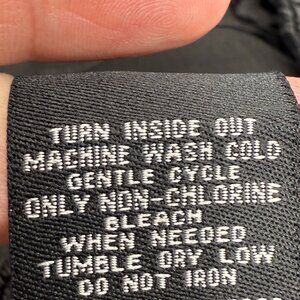 TURN INSIDE OUT
MACHINE WASH COLD
GENTLE CYCLE
ONLY NON-CHLORINE
BLEACH
WHEN NEEDED
TUMBLE DRY LOW
DO NOT IRON